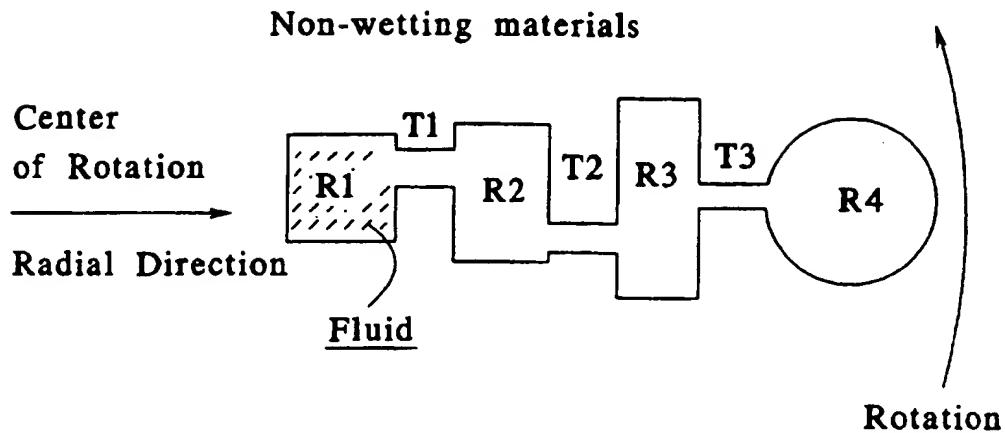 Non-wetting materials
Center
of Rotation
Radial Direction
T1
R1
R2
T2
R3
T3
R4
Fluid
Rotation